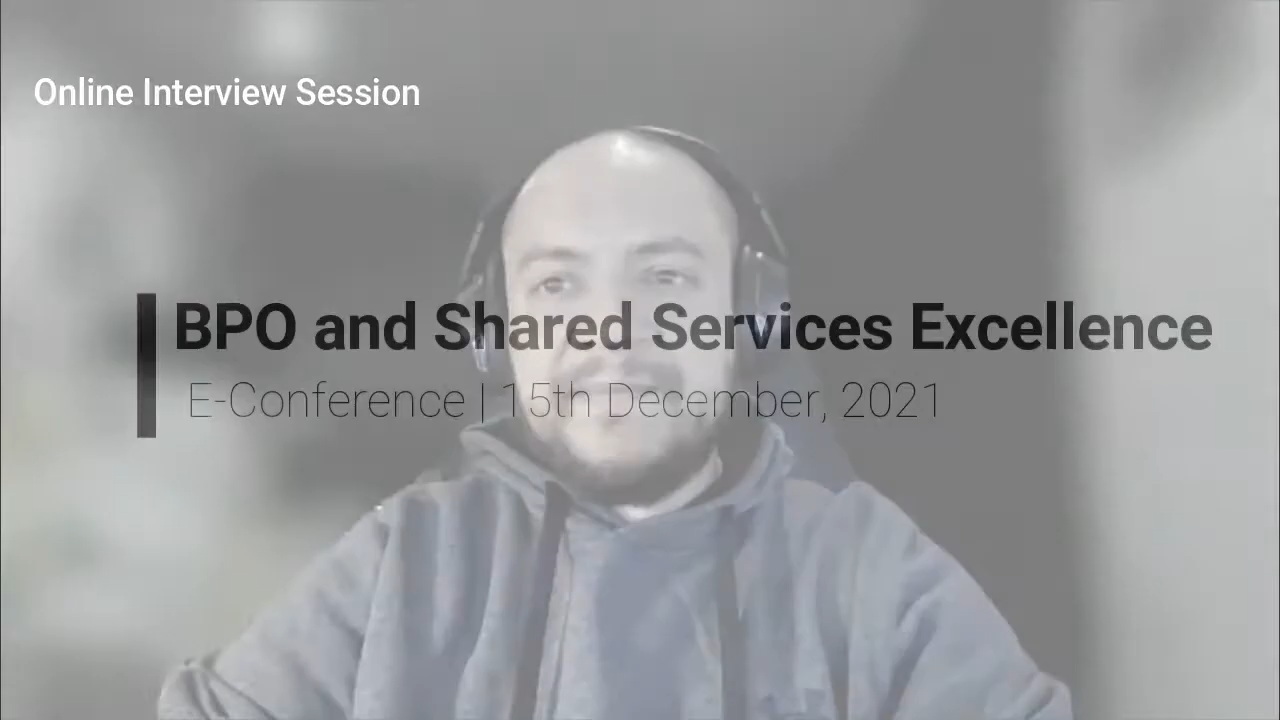 Online Interview Session
BPO and Shared Services Excellence
E-Conference | 15th December, 2021